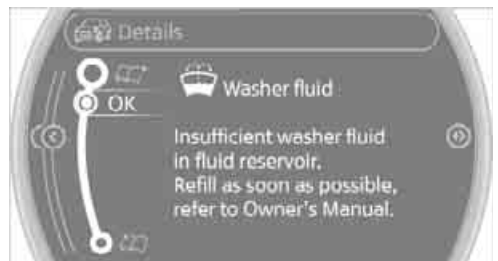 Details
Washer fluid
OK
Insufficient washer fluid
in fluid reservoir.
Refill as soon as possible,
refer to Owner's Manual.